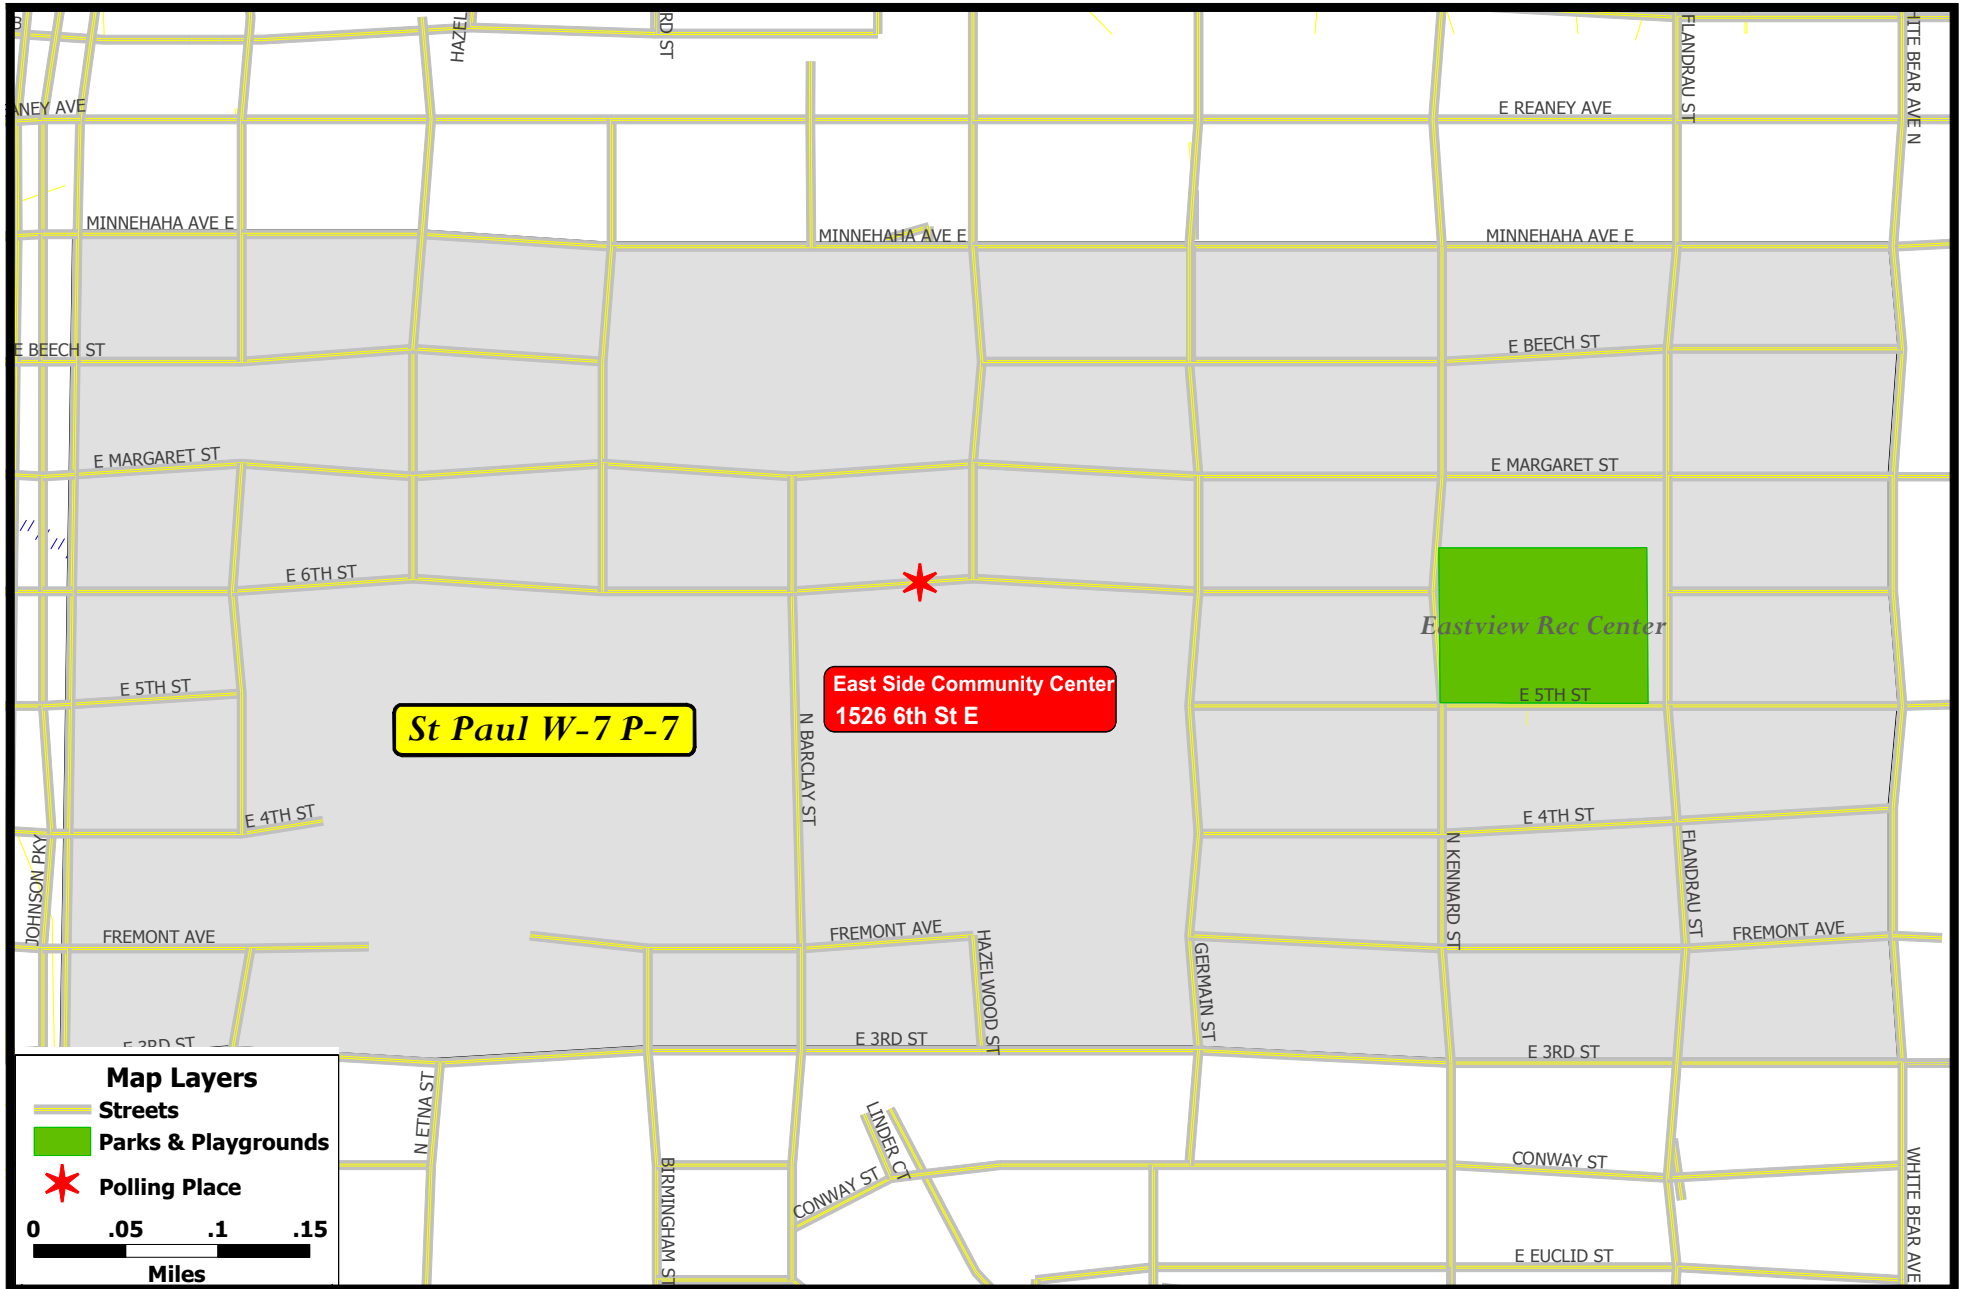 B
HAZEL
RD ST
FLANDRAU ST
HITE BEAR AVE N
ANEY AVE
E REANEY AVE
MINNEHAHA AVE E
MINNEHAHA AVE E
MINNEHAHA AVE E
E BEECH ST
E BEECH ST
E MARGARET ST
E MARGARET ST
E 6TH ST
Eastview Rec Center
E 5TH ST
E 5TH ST
East Side Community Center
1526 6th St E
St Paul W-7 P-7
N BARCLAY ST
E 4TH ST
E 4TH ST
JOHNSON PKY
N KENNARD ST
FLANDRAU ST
FREMONT AVE
FREMONT AVE
FREMONT AVE
HAZELWOOD ST
GERMAIN ST
E 3RD ST
E 3RD ST
E 3RD ST
N ETNA ST
LINDER CT
CONWAY ST
CONWAY ST
BIRMINGHAM ST
WHITE BEAR AVE
E EUCLID ST
Map Layers
Streets
Parks & Playgrounds
Polling Place
0 .05 .1 .15
Miles